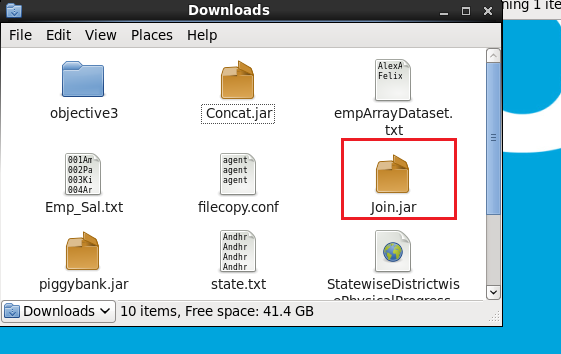 Downloads
ning 1 ite
File Edit View Places Help
AlexA
Felix
objective3
Concat.jar
empArrayDataset.
txt
001Am
002Pa
003Ki
004Ar
agent
agent
agent
Emp_Sal.txt
filecopy.conf
Join.jar
Andhr
Andhr
Andhr
Andhr
piggybank.jar
state.txt
StatewiseDistrictwis
ePhysicalProgress
Downloads
10 items, Free space: 41.4 GB